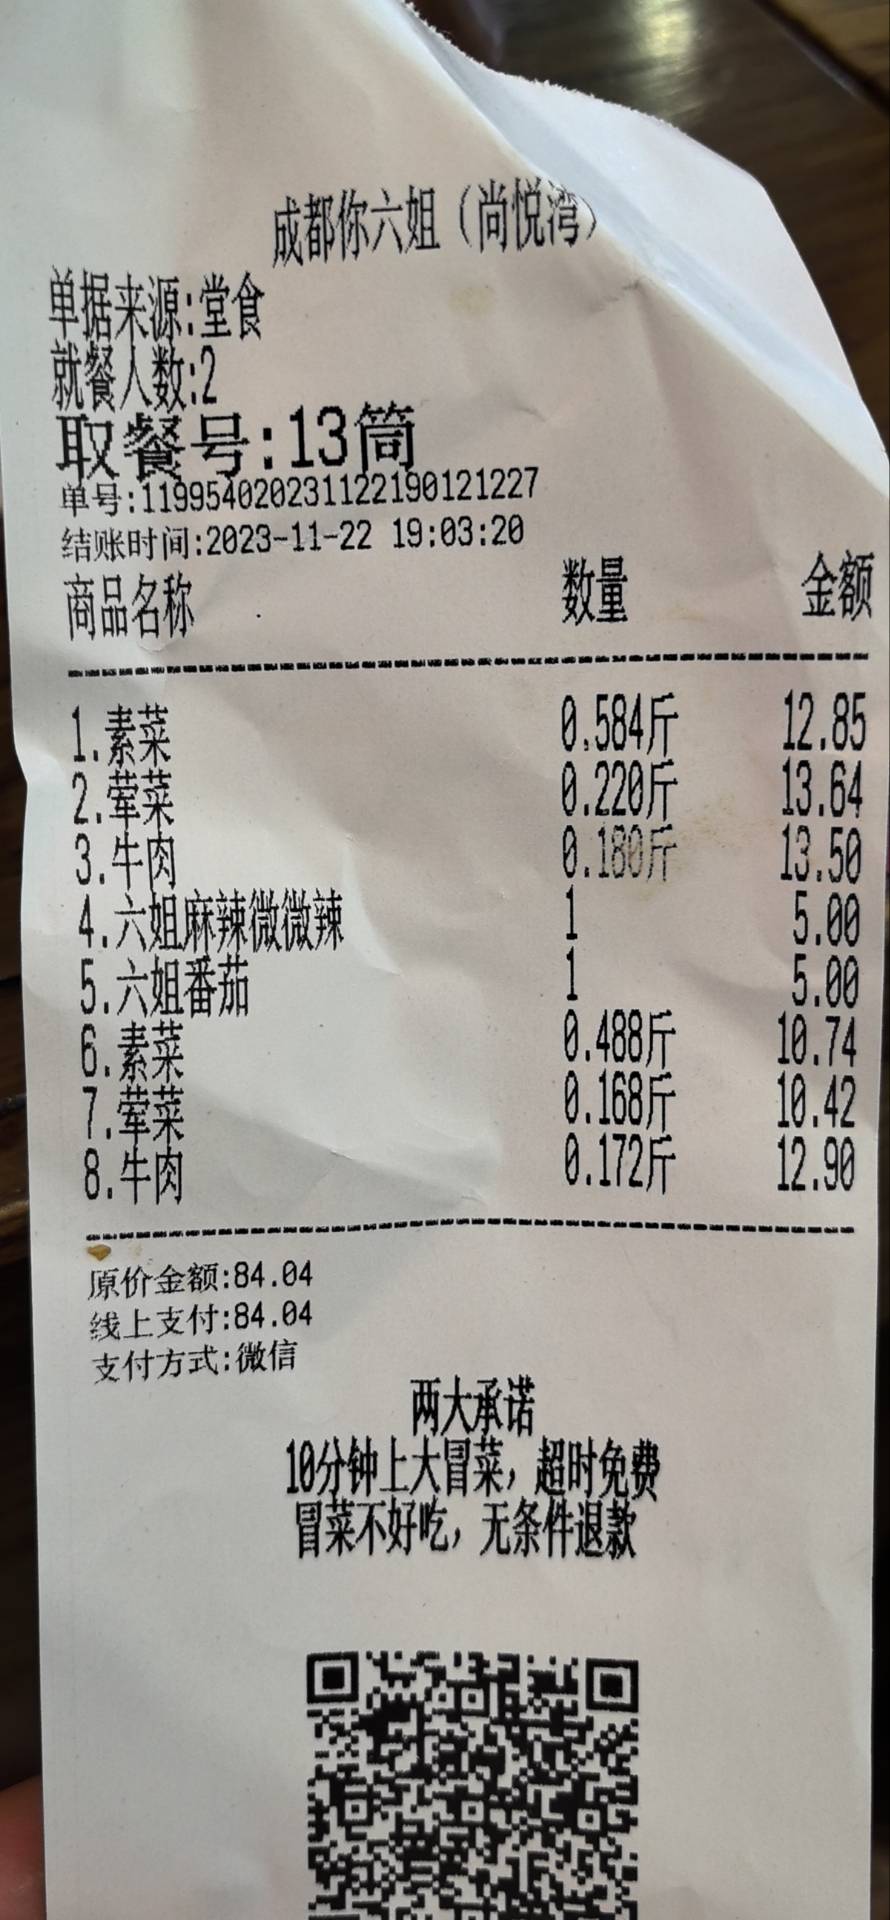 成都你六姐（尚悦湾）
单据来源:堂食
就餐人数:2
取餐号:13筒
单号:119954020231122190121227
结账时间:2023-11-22 19:03:20
商品名称 数量 金额
1.素菜 0.584斤 12.85
2.荤菜 0.220斤 13.64
3.牛肉 0.180斤 13.50
4.六姐麻辣微微辣 1 5.00
5.六姐番茄 1 5.00
6.素菜 0.488斤 10.74
7.荤菜 0.168斤 10.42
8.牛肉 0.172斤 12.90
原价金额:84.04
线上支付:84.04
支付方式:微信
两大承诺
10分钟上大冒菜，超时免费
冒菜不好吃，无条件退款